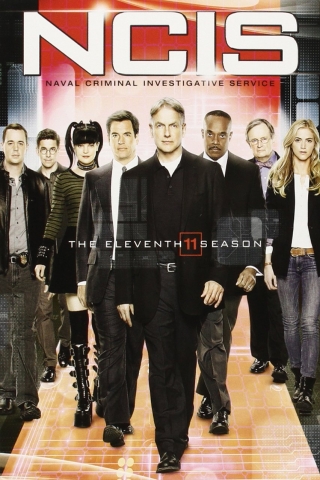 NCIS
NAVAL CRIMINAL INVESTIGATIVE SERVICE
THE ELEVENTH 11 SEASON